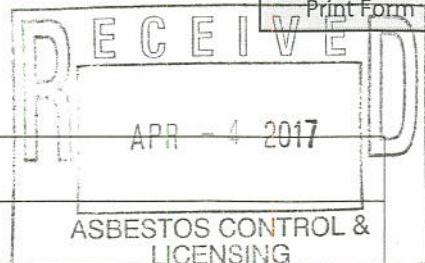 Print Form
RECEIVED
APR - 4 2017
ASBESTOS CONTROL &
LICENSING